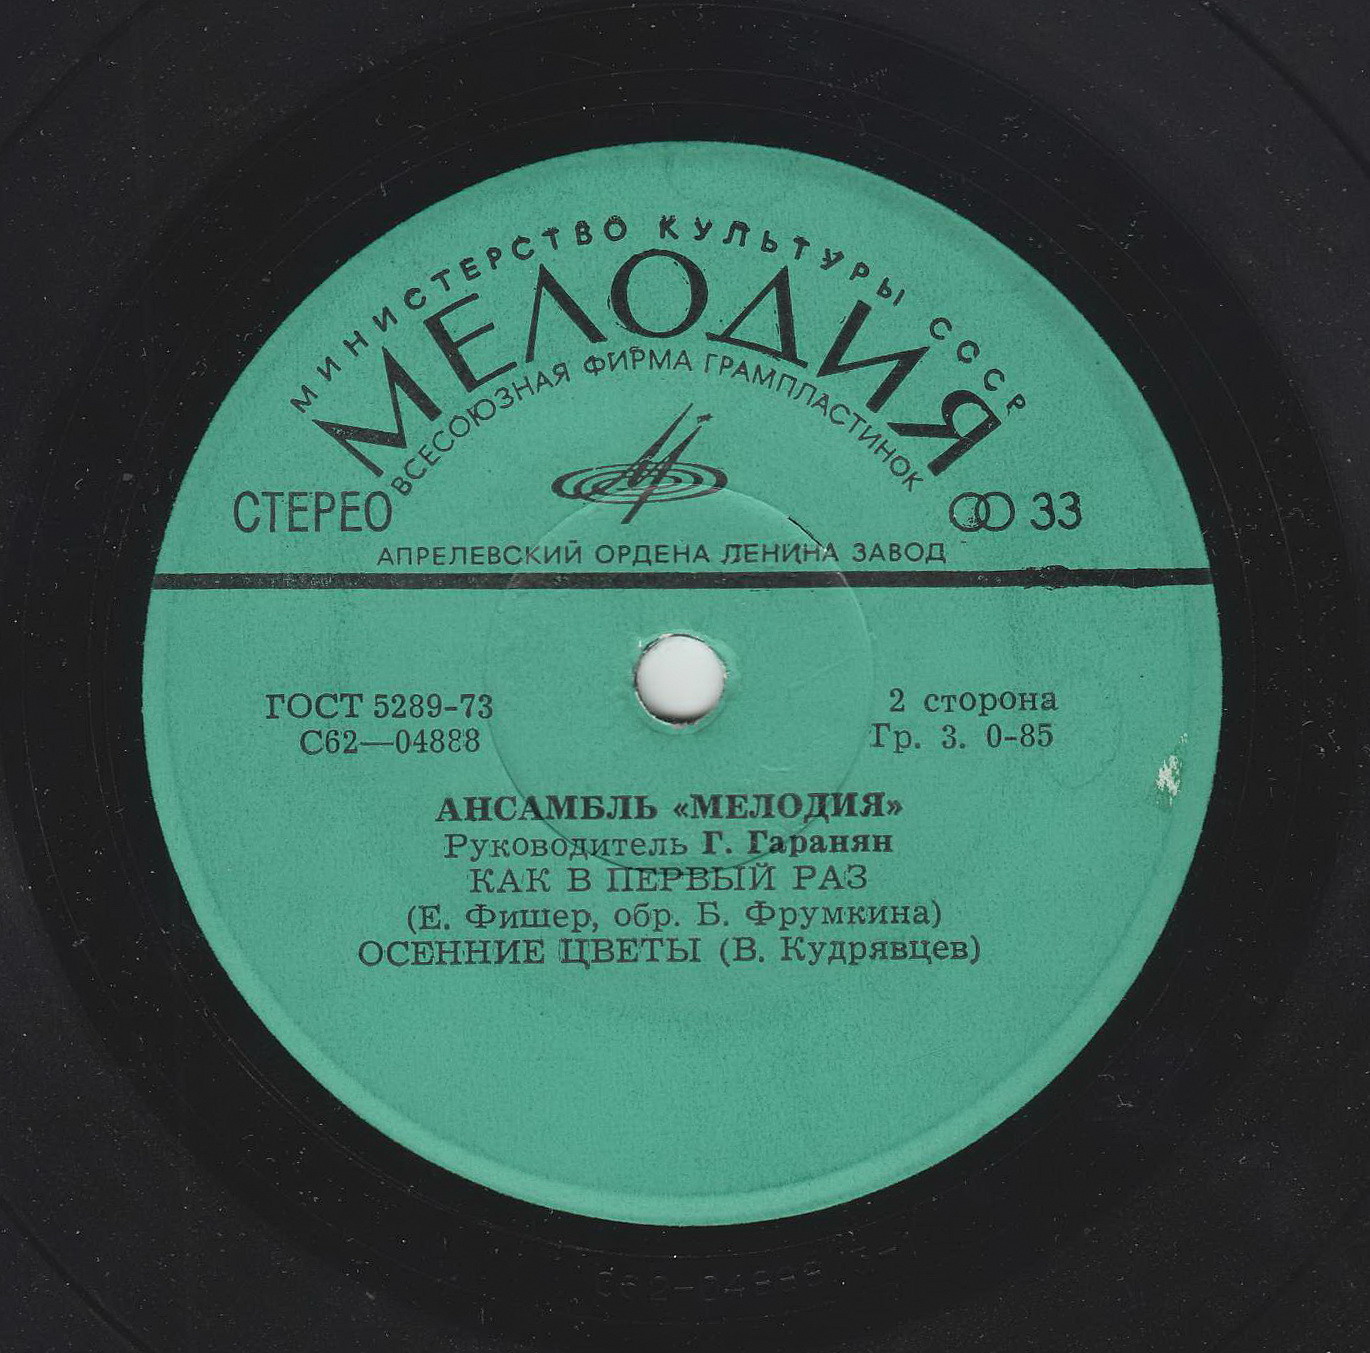 МИНИСТЕРСТВО КУЛЬТУРЫ СССР
МЕЛОДИЯ
ВСЕСОЮЗНАЯ ФИРМА ГРАМПЛАСТИНОК
СТЕРЕО
33
АПРЕЛЕВСКИЙ ОРДЕНА ЛЕНИНА ЗАВОД
ГОСТ 5289-73
С62—04888
2 сторона
Гр. 3. 0-85
АНСАМБЛЬ «МЕЛОДИЯ»
Руководитель Г. Гаранян
КАК В ПЕРВЫЙ РАЗ
(Е. Фишер, обр. Б. Фрумкина)
ОСЕННИЕ ЦВЕТЫ (В. Кудрявцев)